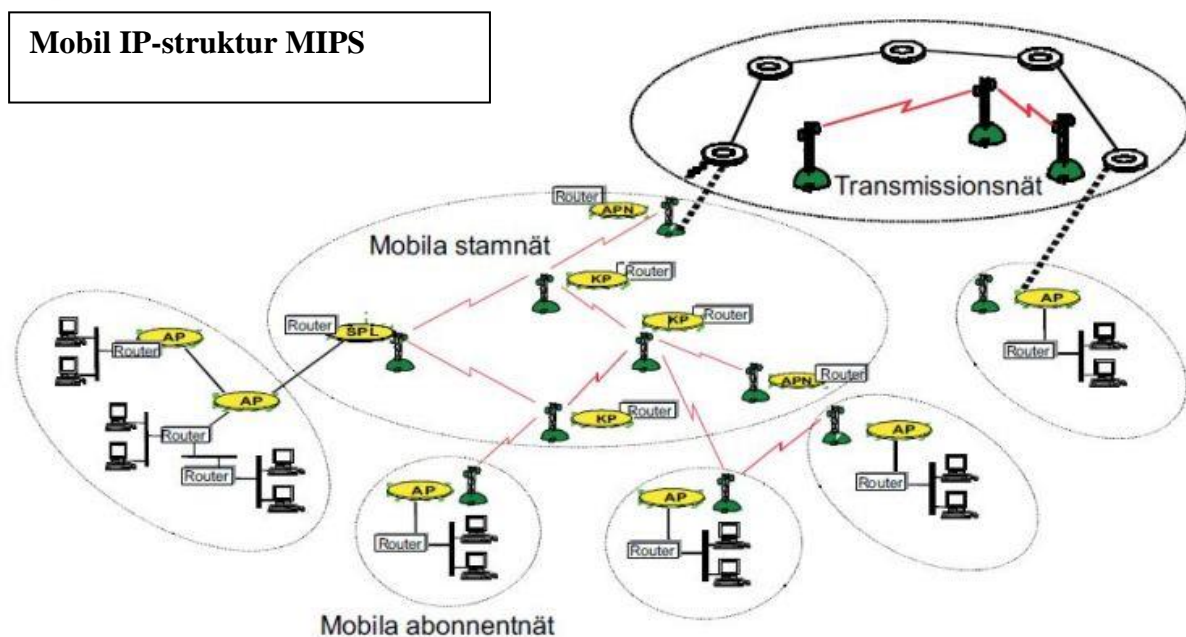 Mobil IP-struktur MIPS
Transmissionsnät
Router
APN
Mobila stamnät
KP
Router
Router
SPL
KP
Router
AP
Router
AP
Router
APN
Router
AP
Router
KP
Router
Router
Router
AP
Router
AP
Router
AP
Router
Mobila abonnentnät